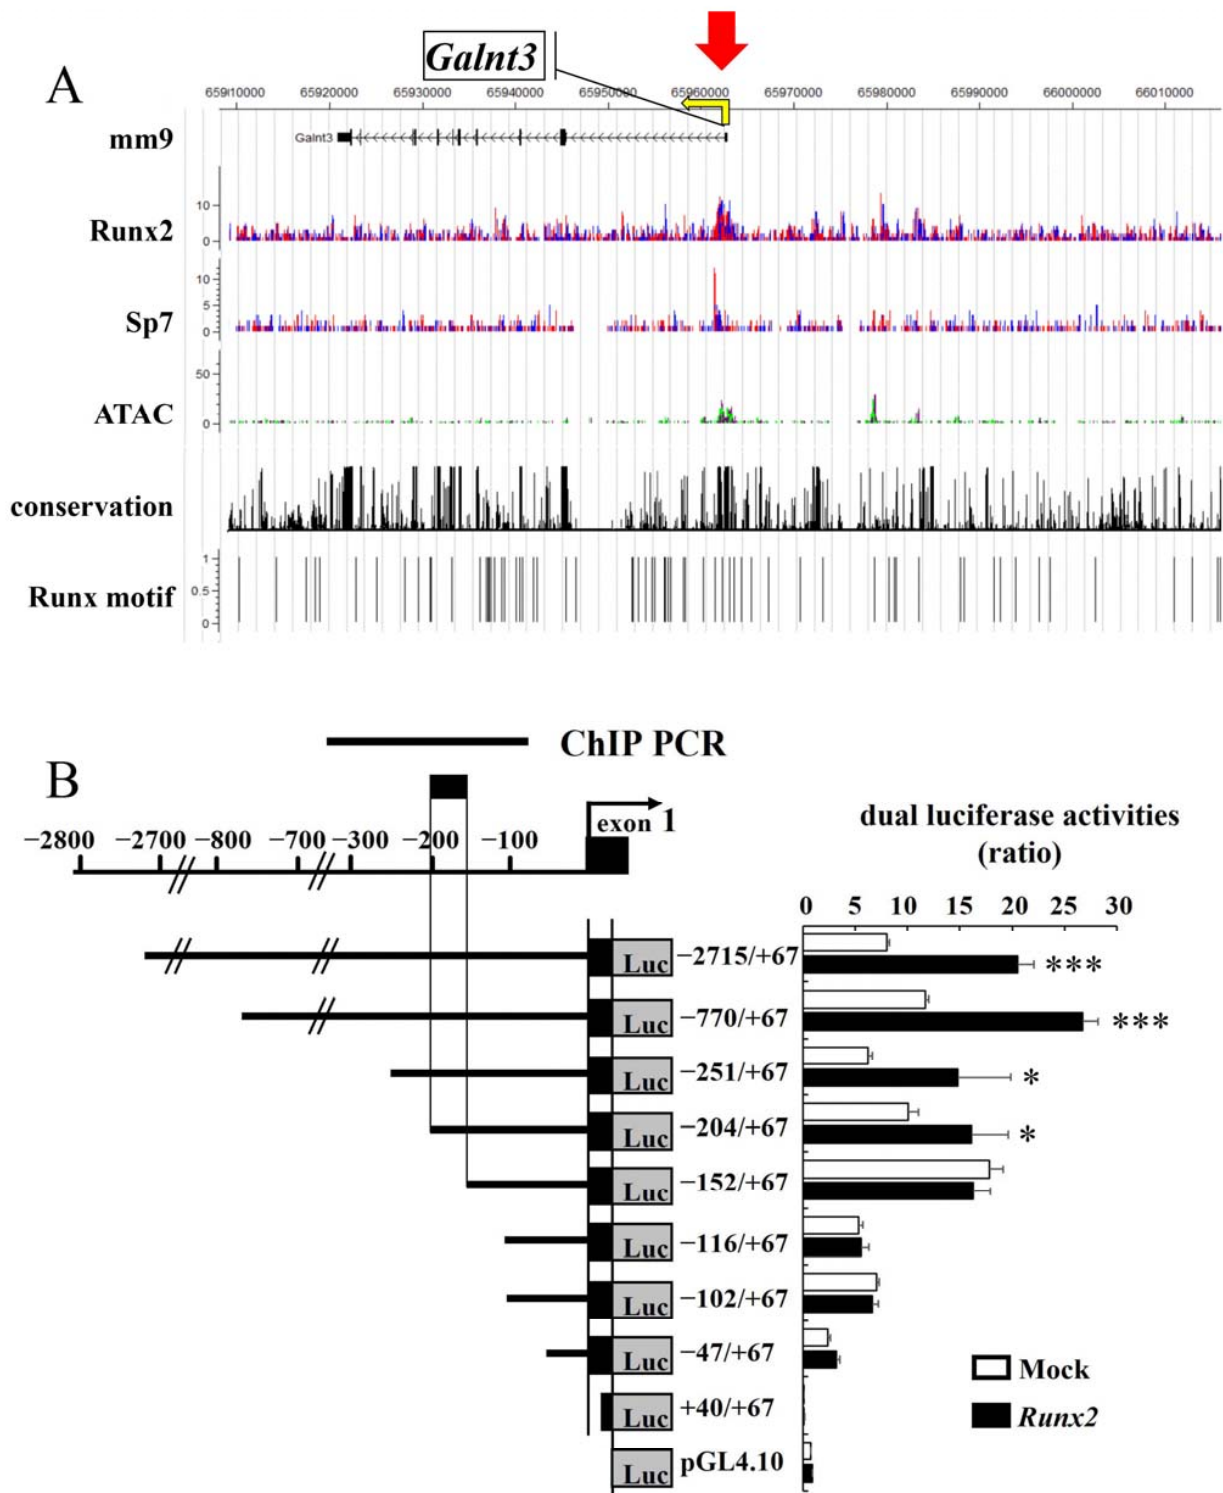 A
Galnt3
65910000 65920000 65930000 65940000 65950000 65960000 65970000 65980000 65990000 66000000 66010000
mm9
Galnt3
Runx2
10
0
Sp7
10
5
0
ATAC
50
0
conservation
Runx motif
1
0.5
0
B
ChIP PCR
−2800 −2700 −800 −700 −300 −200 −100
exon 1
dual luciferase activities
(ratio)
0 5 10 15 20 25 30
Luc −2715/+67 ***
Luc −770/+67 ***
Luc −251/+67 *
Luc −204/+67 *
Luc −152/+67
Luc −116/+67
Luc −102/+67
Luc −47/+67
Luc +40/+67
Luc pGL4.10
Mock
Runx2